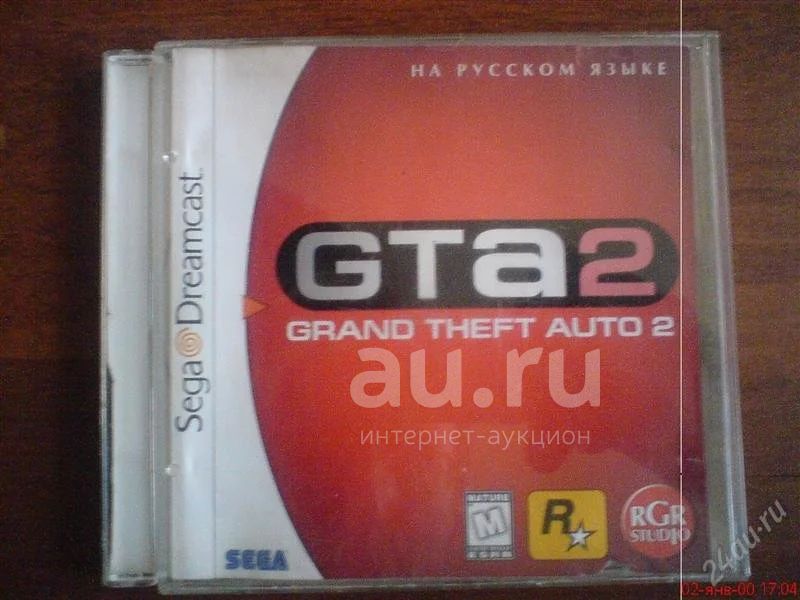 НА РУССКОМ ЯЗЫКЕ
Sega Dreamcast
GTa2
GRAND THEFT AUTO 2
au.ru
интернет-аукцион
MATURE
M
ESRB
R
RGR
STUDIO
SEGA
24au.ru
02-янв-00 17:04